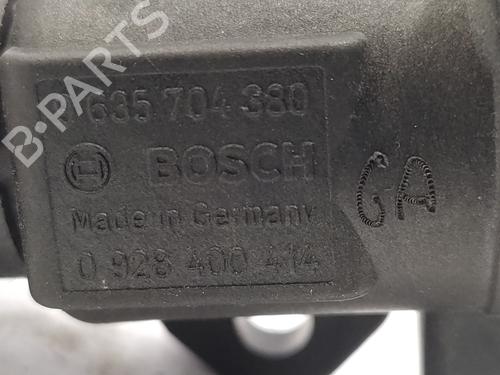 635 704 380
BOSCH
Made in Germany
0 928 400 414
GA
B-PARTS